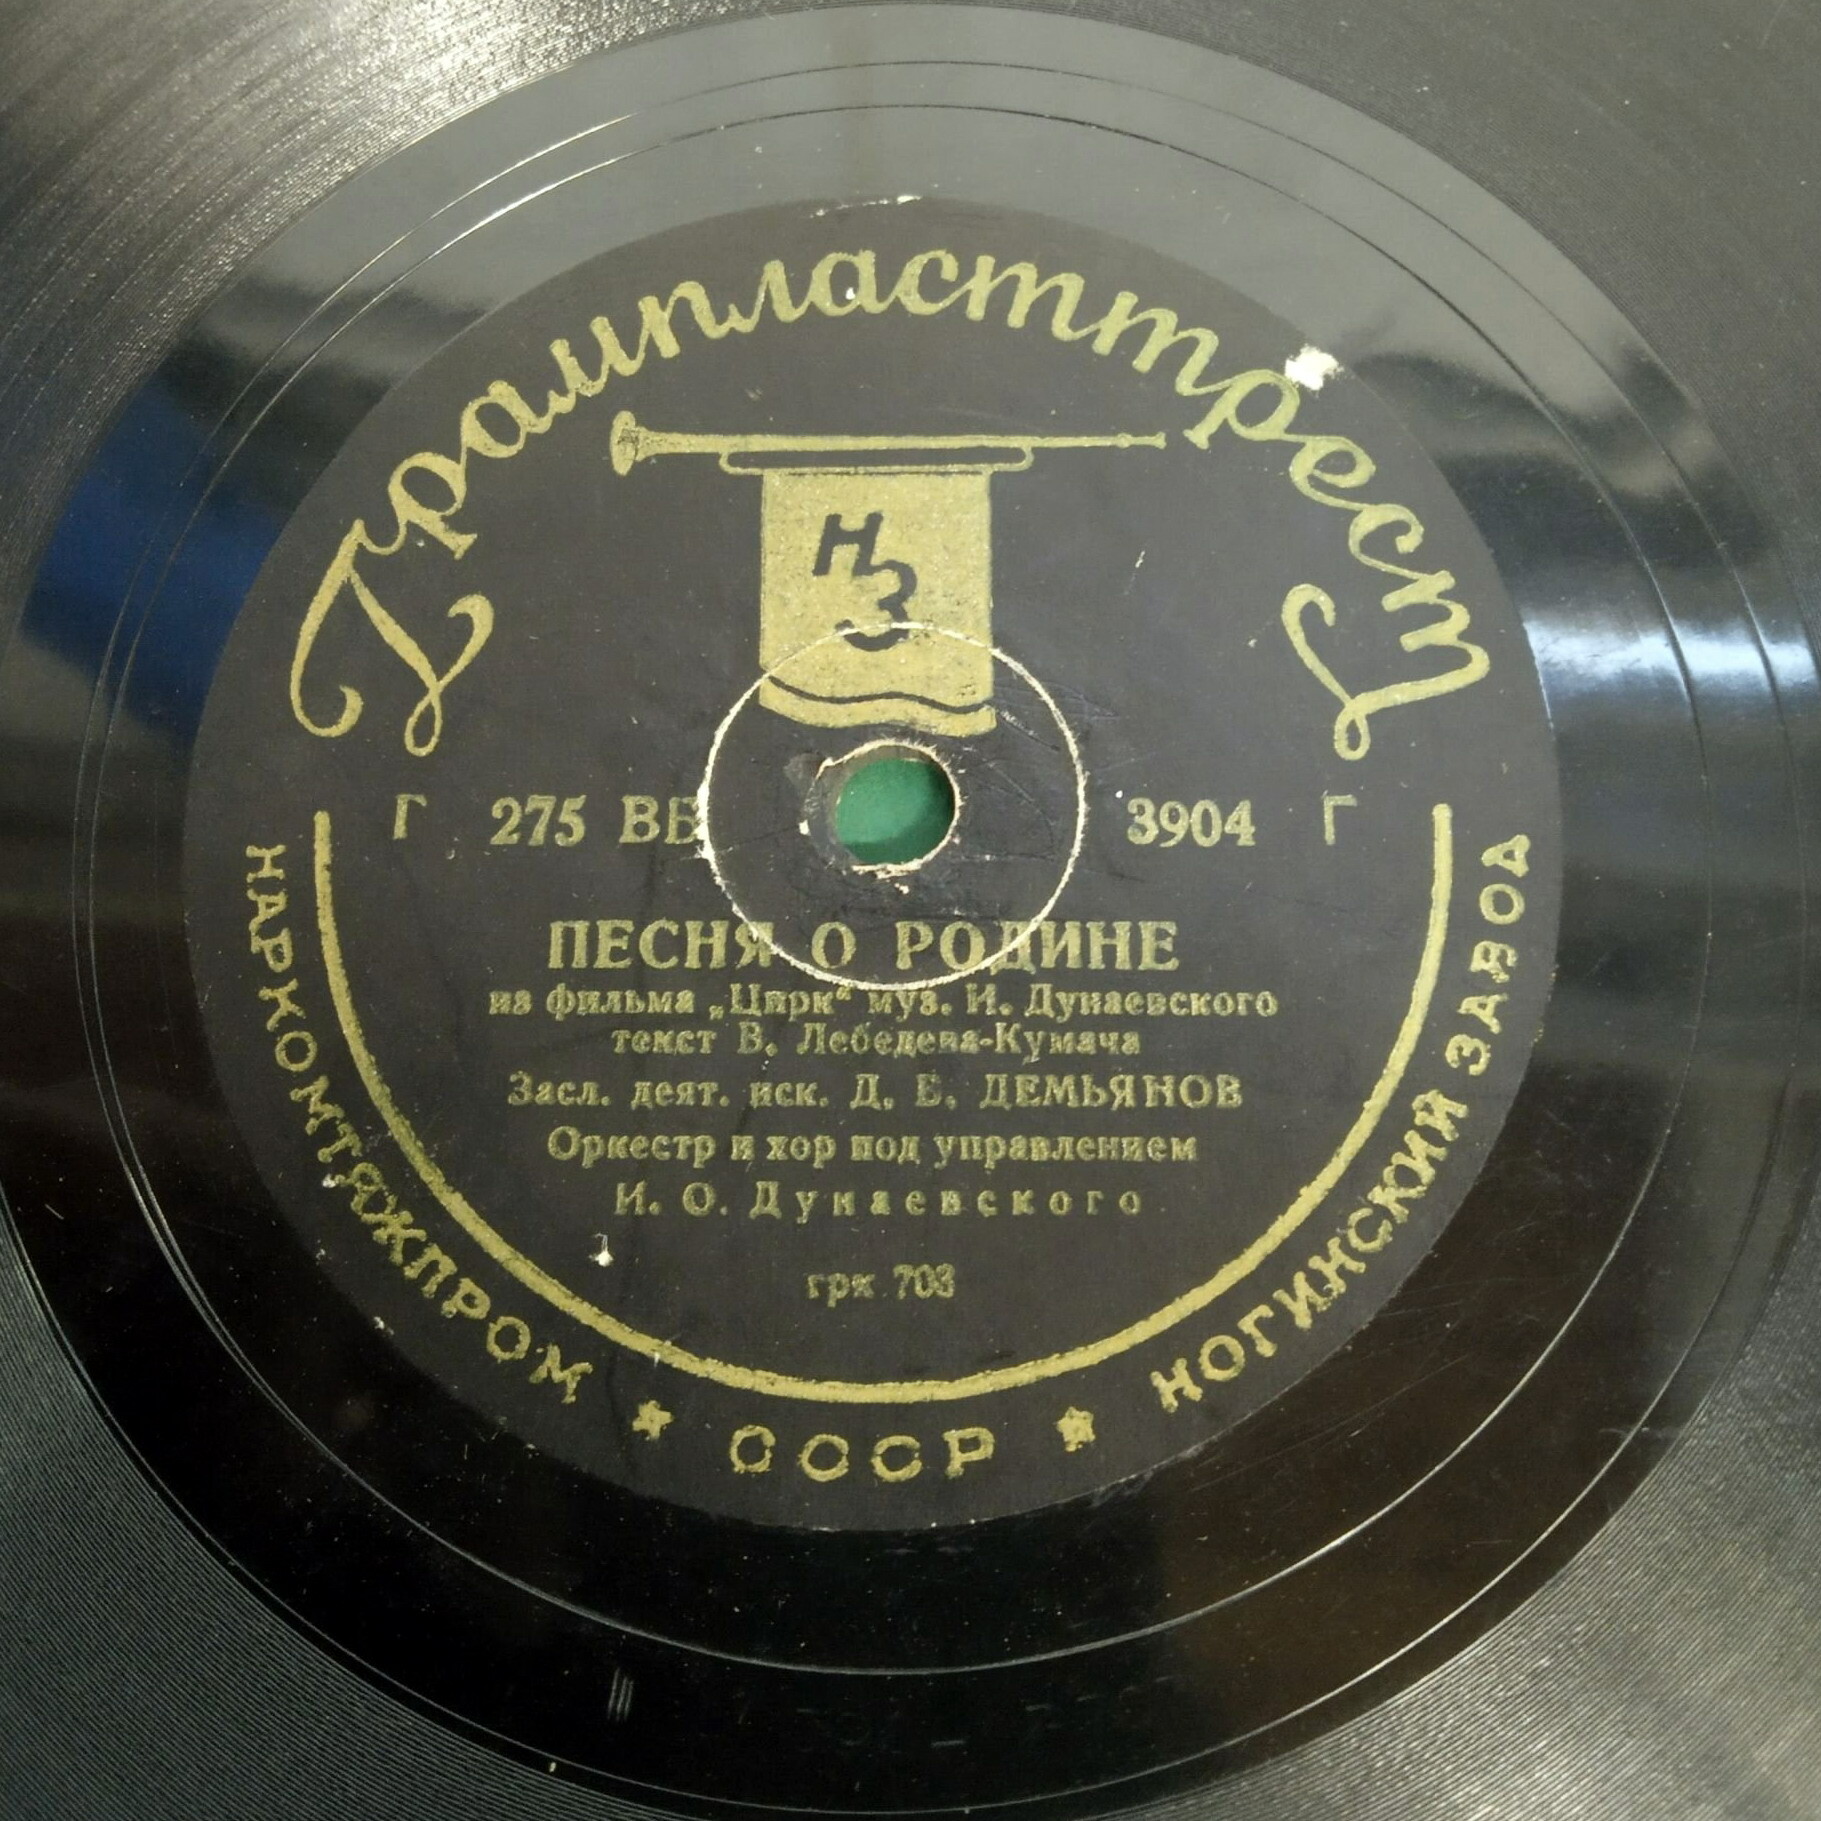 Грампласттрест
НЗ
Г 275 ВБ 3904 Г
ПЕСНЯ О РОДИНЕ
из фильма „Цирк“ муз. И. Дунаевского
текст В. Лебедева-Кумача
Засл. деят. иск. Д. Б. ДЕМЬЯНОВ
Оркестр и хор под управлением
И. О. Дунаевского
грк 703
НАРКОМТЯЖПРОМ ★ СССР ★ НОГИНСКИЙ ЗАВОД